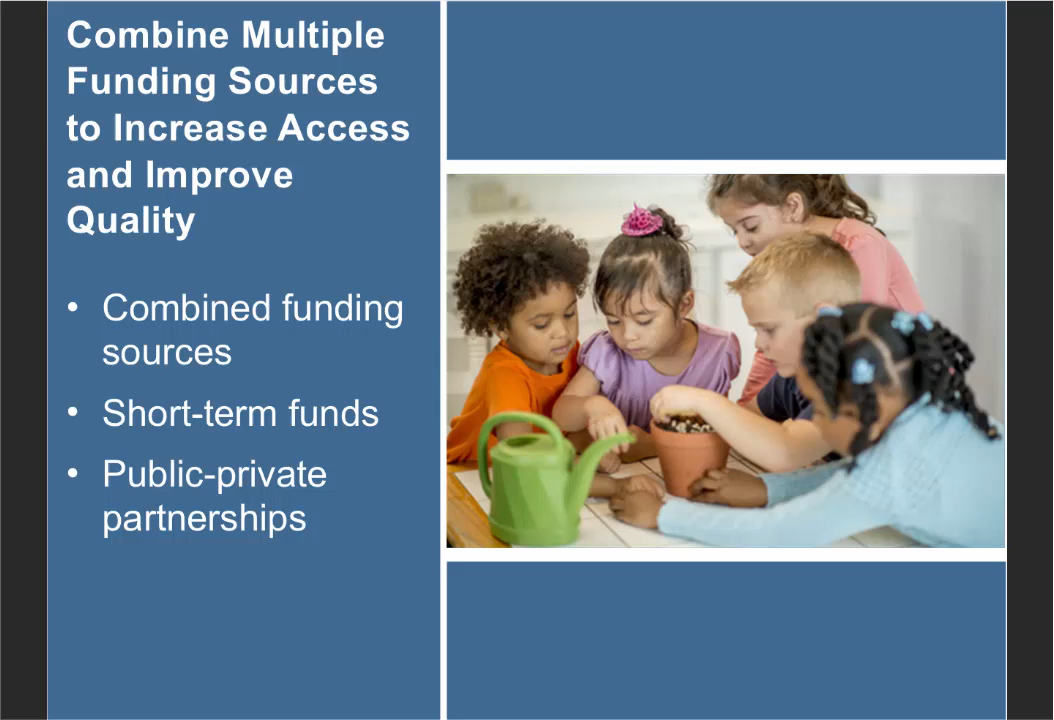 Combine Multiple
Funding Sources
to Increase Access
and Improve
Quality
• Combined funding
sources
• Short-term funds
• Public-private
partnerships